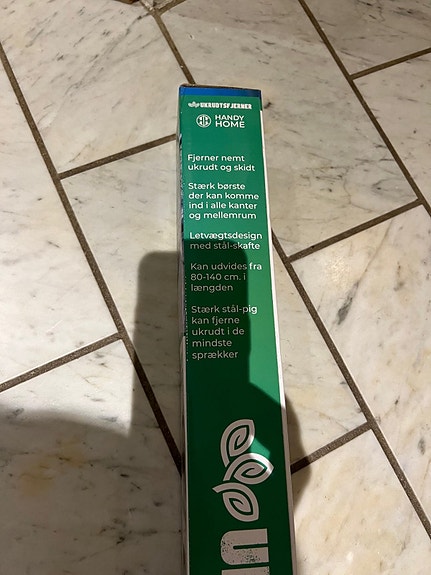 UKRUDTSFJERNER
HH HANDY
HOME
Fjerner nemt
ukrudt og skidt
Stærk børste
der kan komme
ind i alle kanter
og mellemrum
Letvægtsdesign
med stål-skafte
Kan udvides fra
80-140 cm. i
længden
Stærk stål-pig
kan fjerne
ukrudt i de
mindste
sprækker